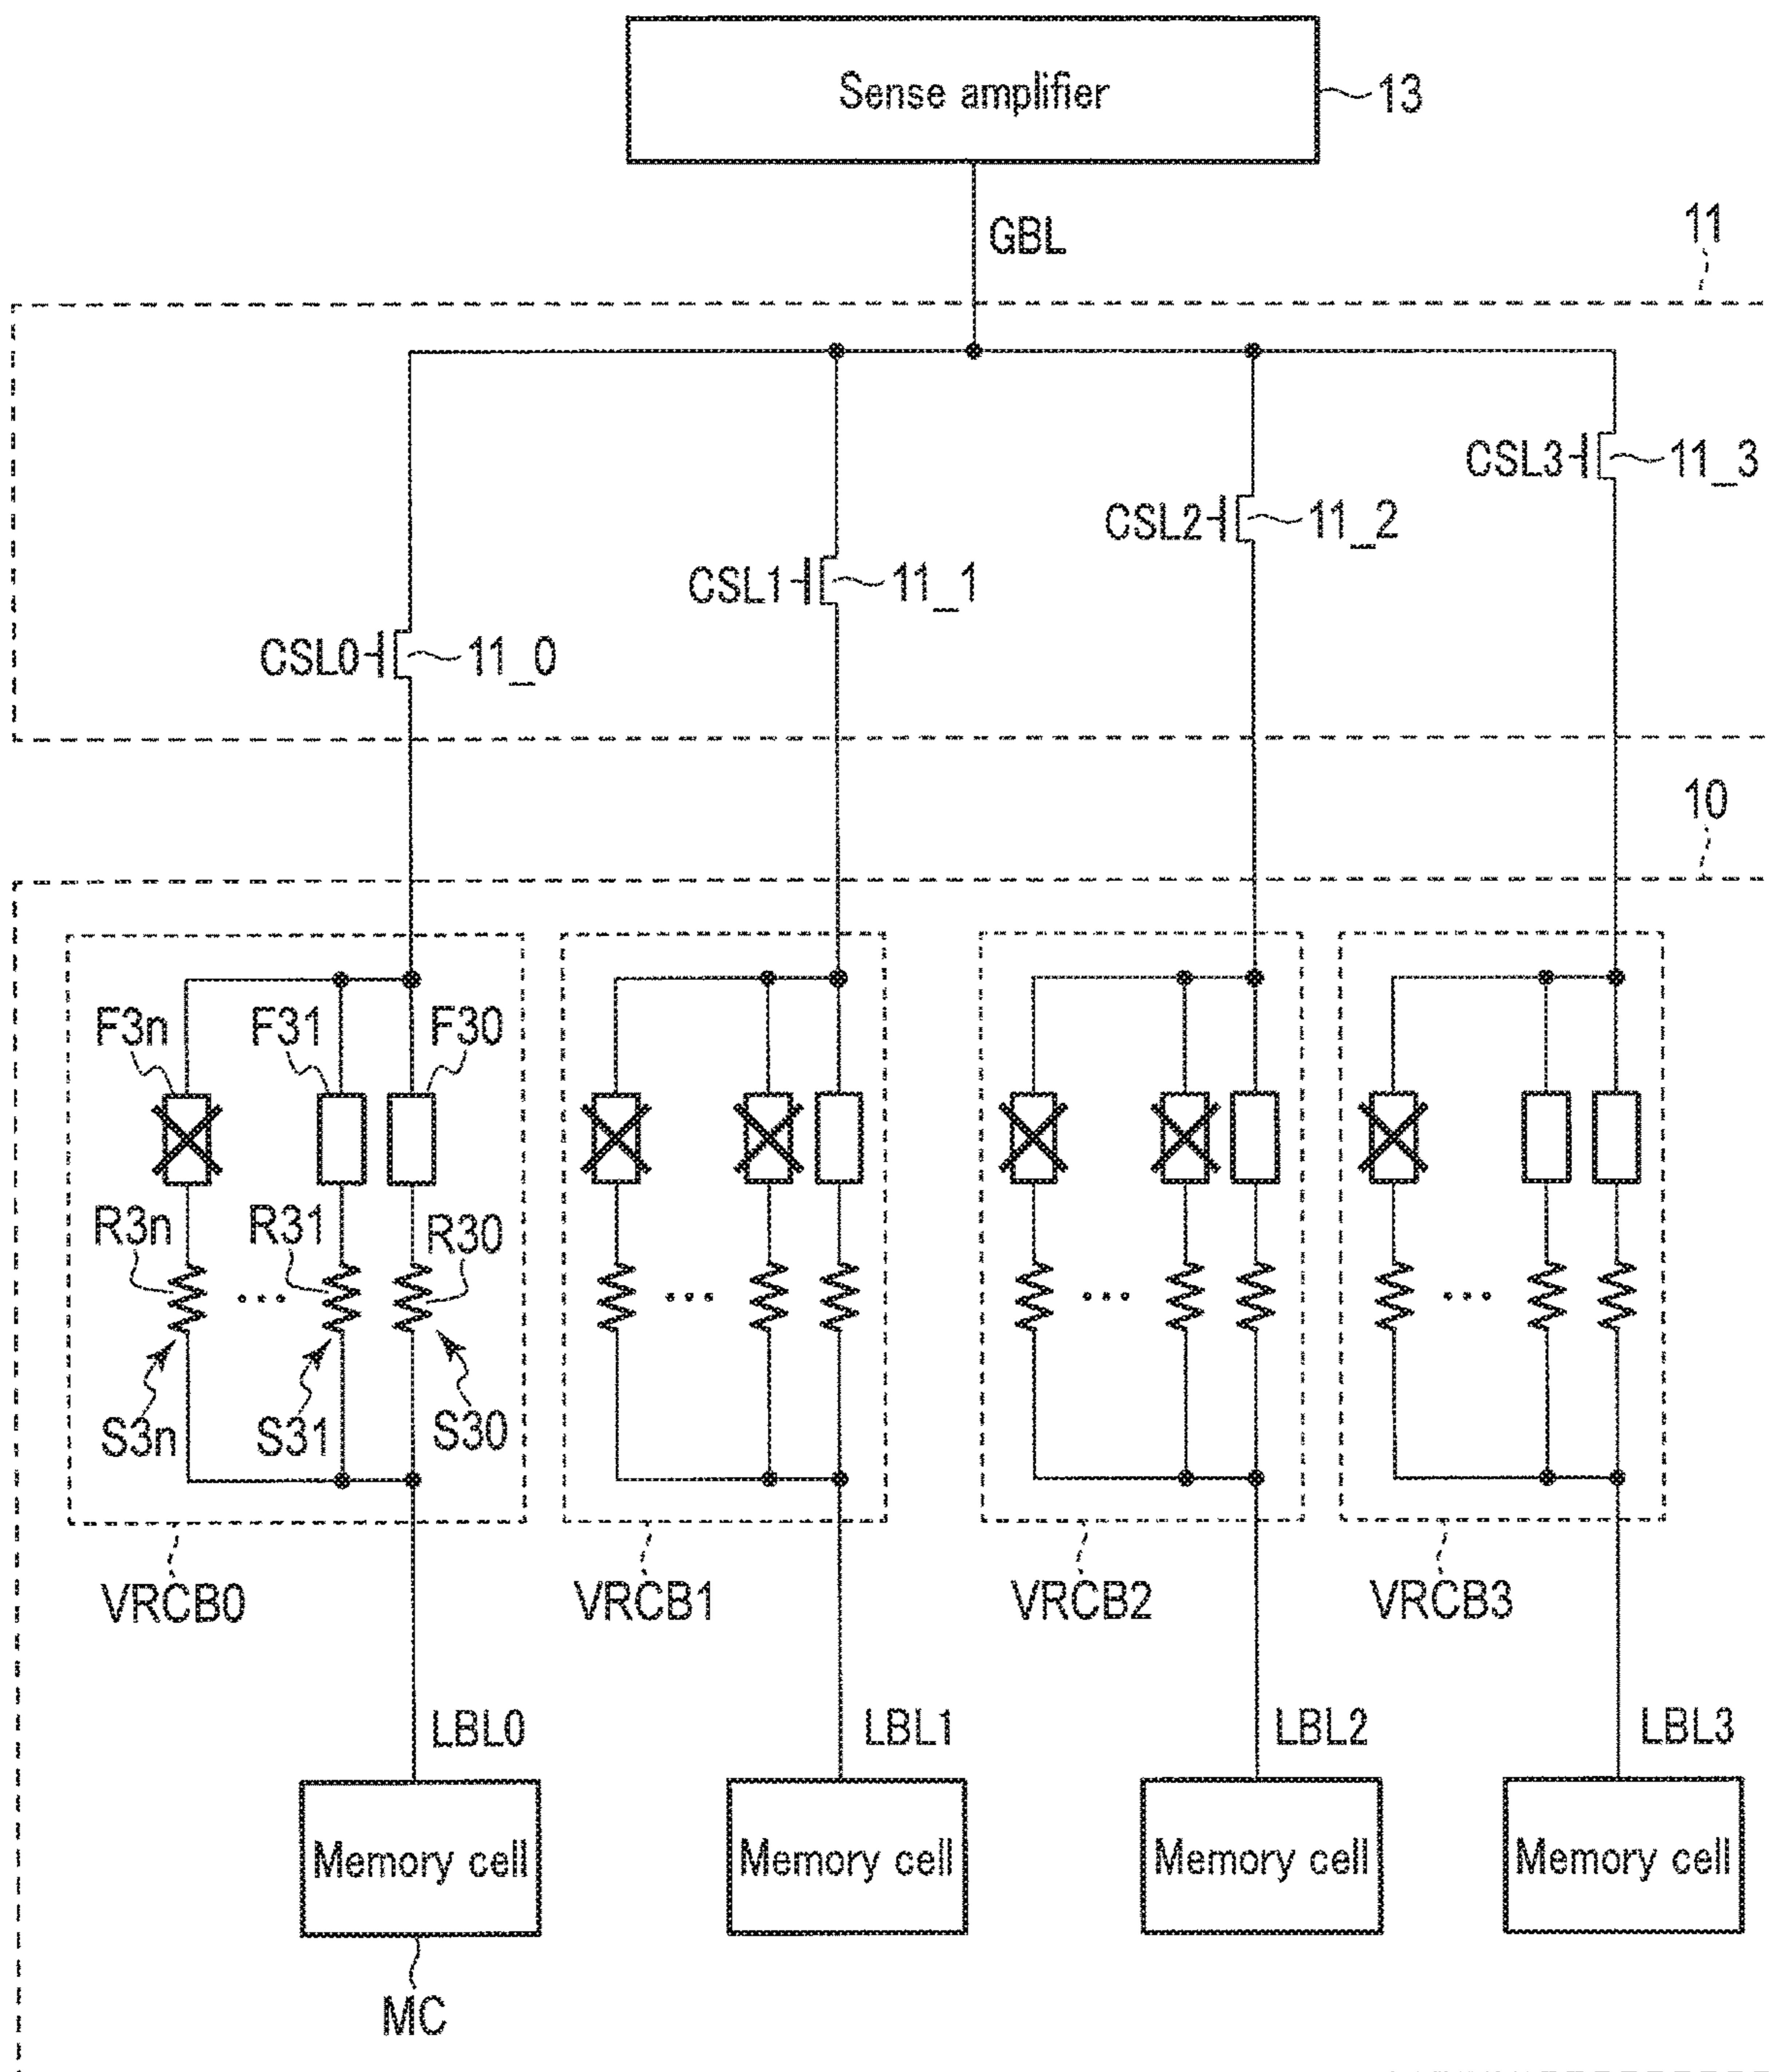 Sense amplifier 13
GBL
11
CSL3 11_3
CSL2 11_2
CSL1 11_1
CSL0 11_0
10
F3n F31 F30
R3n R31 R30
... ... ... ...
S3n S31 S30
VRCB0 VRCB1 VRCB2 VRCB3
LBL0 LBL1 LBL2 LBL3
Memory cell Memory cell Memory cell Memory cell
MC